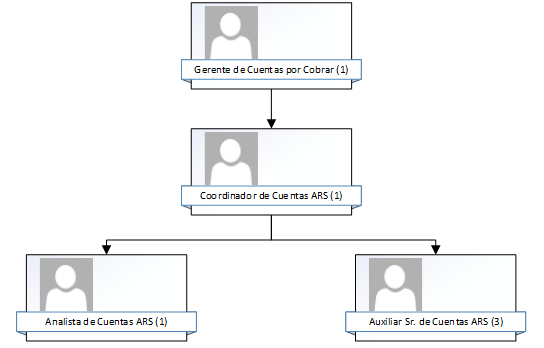 Gerente de Cuentas por Cobrar (1)
Coordinador de Cuentas ARS (1)
Analista de Cuentas ARS (1)
Auxiliar Sr. de Cuentas ARS (3)